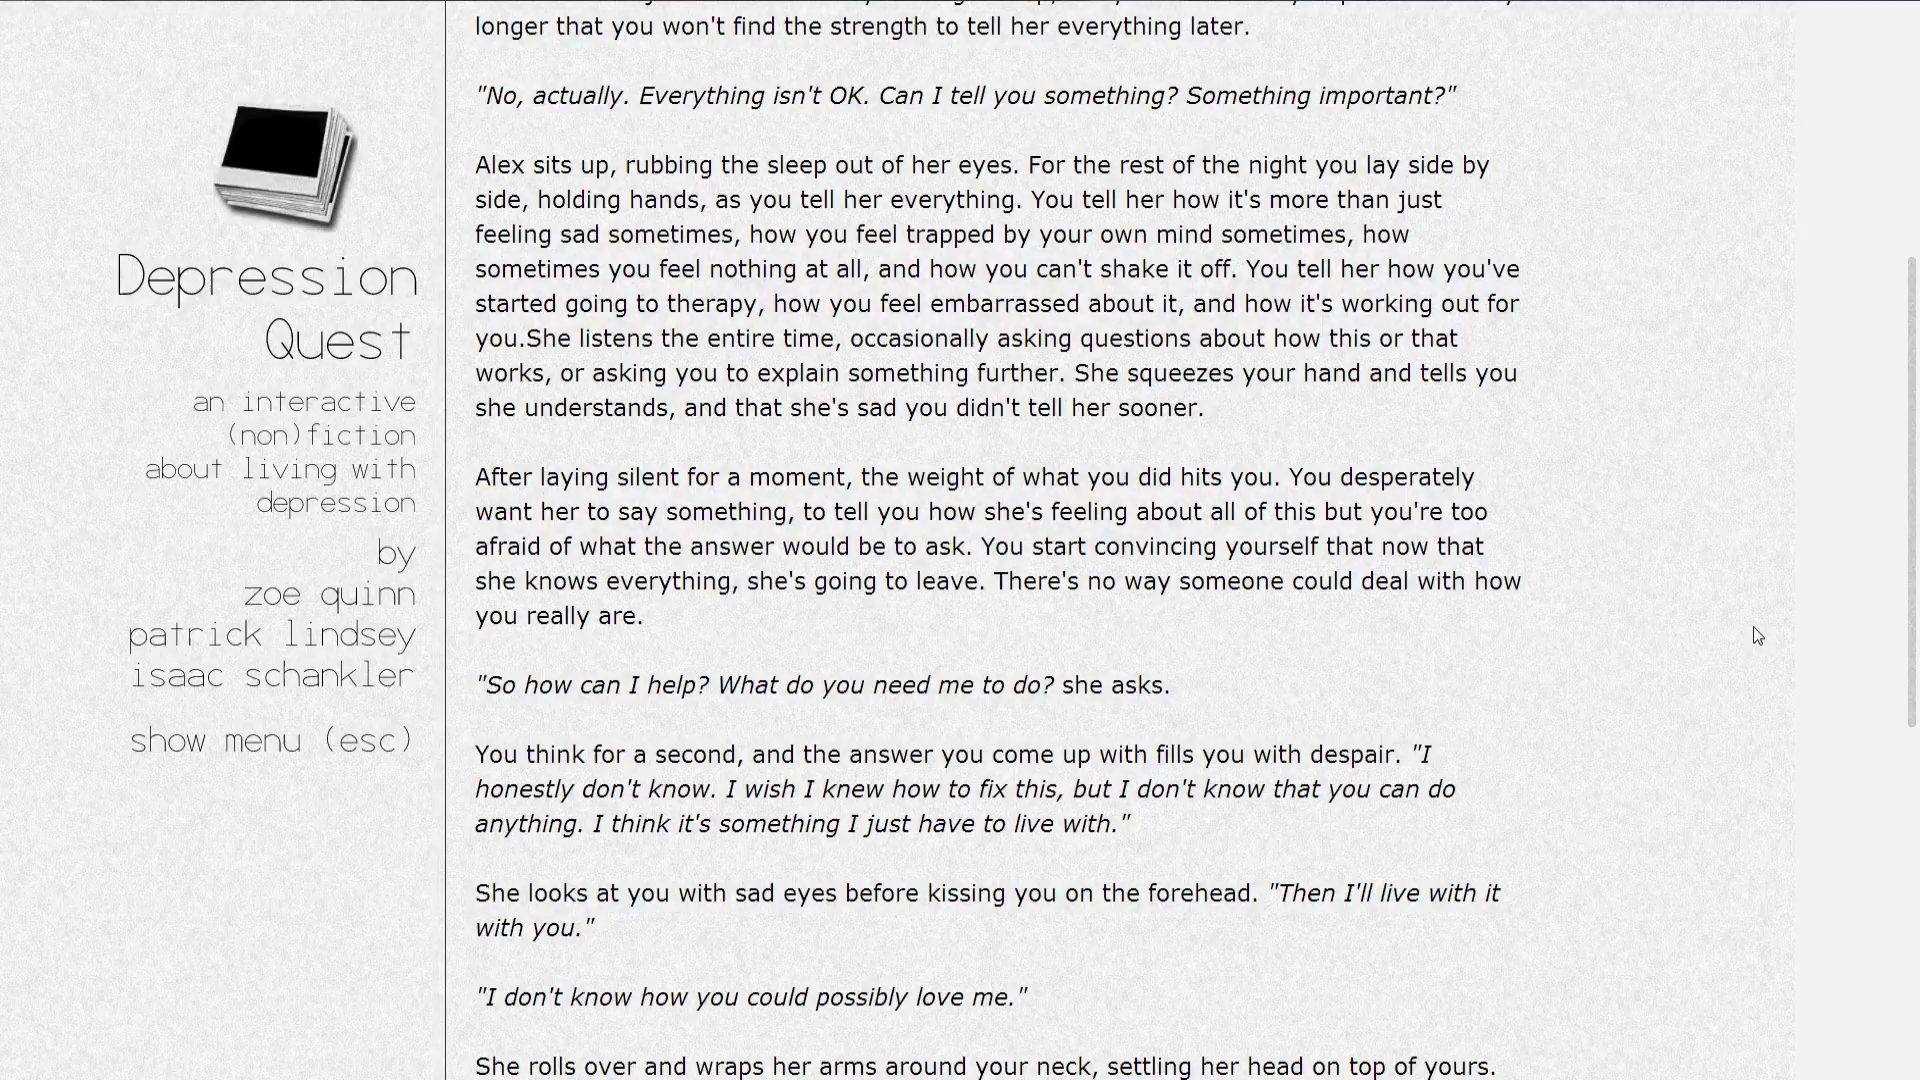 longer that you won't find the strength to tell her everything later.
"No, actually. Everything isn't OK. Can I tell you something? Something important?"
Alex sits up, rubbing the sleep out of her eyes. For the rest of the night you lay side by
side, holding hands, as you tell her everything. You tell her how it's more than just
feeling sad sometimes, how you feel trapped by your own mind sometimes, how
sometimes you feel nothing at all, and how you can't shake it off. You tell her how you've
started going to therapy, how you feel embarrassed about it, and how it's working out for
you.She listens the entire time, occasionally asking questions about how this or that
works, or asking you to explain something further. She squeezes your hand and tells you
she understands, and that she's sad you didn't tell her sooner.
After laying silent for a moment, the weight of what you did hits you. You desperately
want her to say something, to tell you how she's feeling about all of this but you're too
afraid of what the answer would be to ask. You start convincing yourself that now that
she knows everything, she's going to leave. There's no way someone could deal with how
you really are.
"So how can I help? What do you need me to do? she asks.
You think for a second, and the answer you come up with fills you with despair. "I
honestly don't know. I wish I knew how to fix this, but I don't know that you can do
anything. I think it's something I just have to live with."
She looks at you with sad eyes before kissing you on the forehead. "Then I'll live with it
with you."
"I don't know how you could possibly love me."
She rolls over and wraps her arms around your neck, settling her head on top of yours.
Depression
Quest
an interactive
(non)fiction
about living with
depression
by
zoe quinn
patrick lindsey
isaac schankler
show menu (esc)